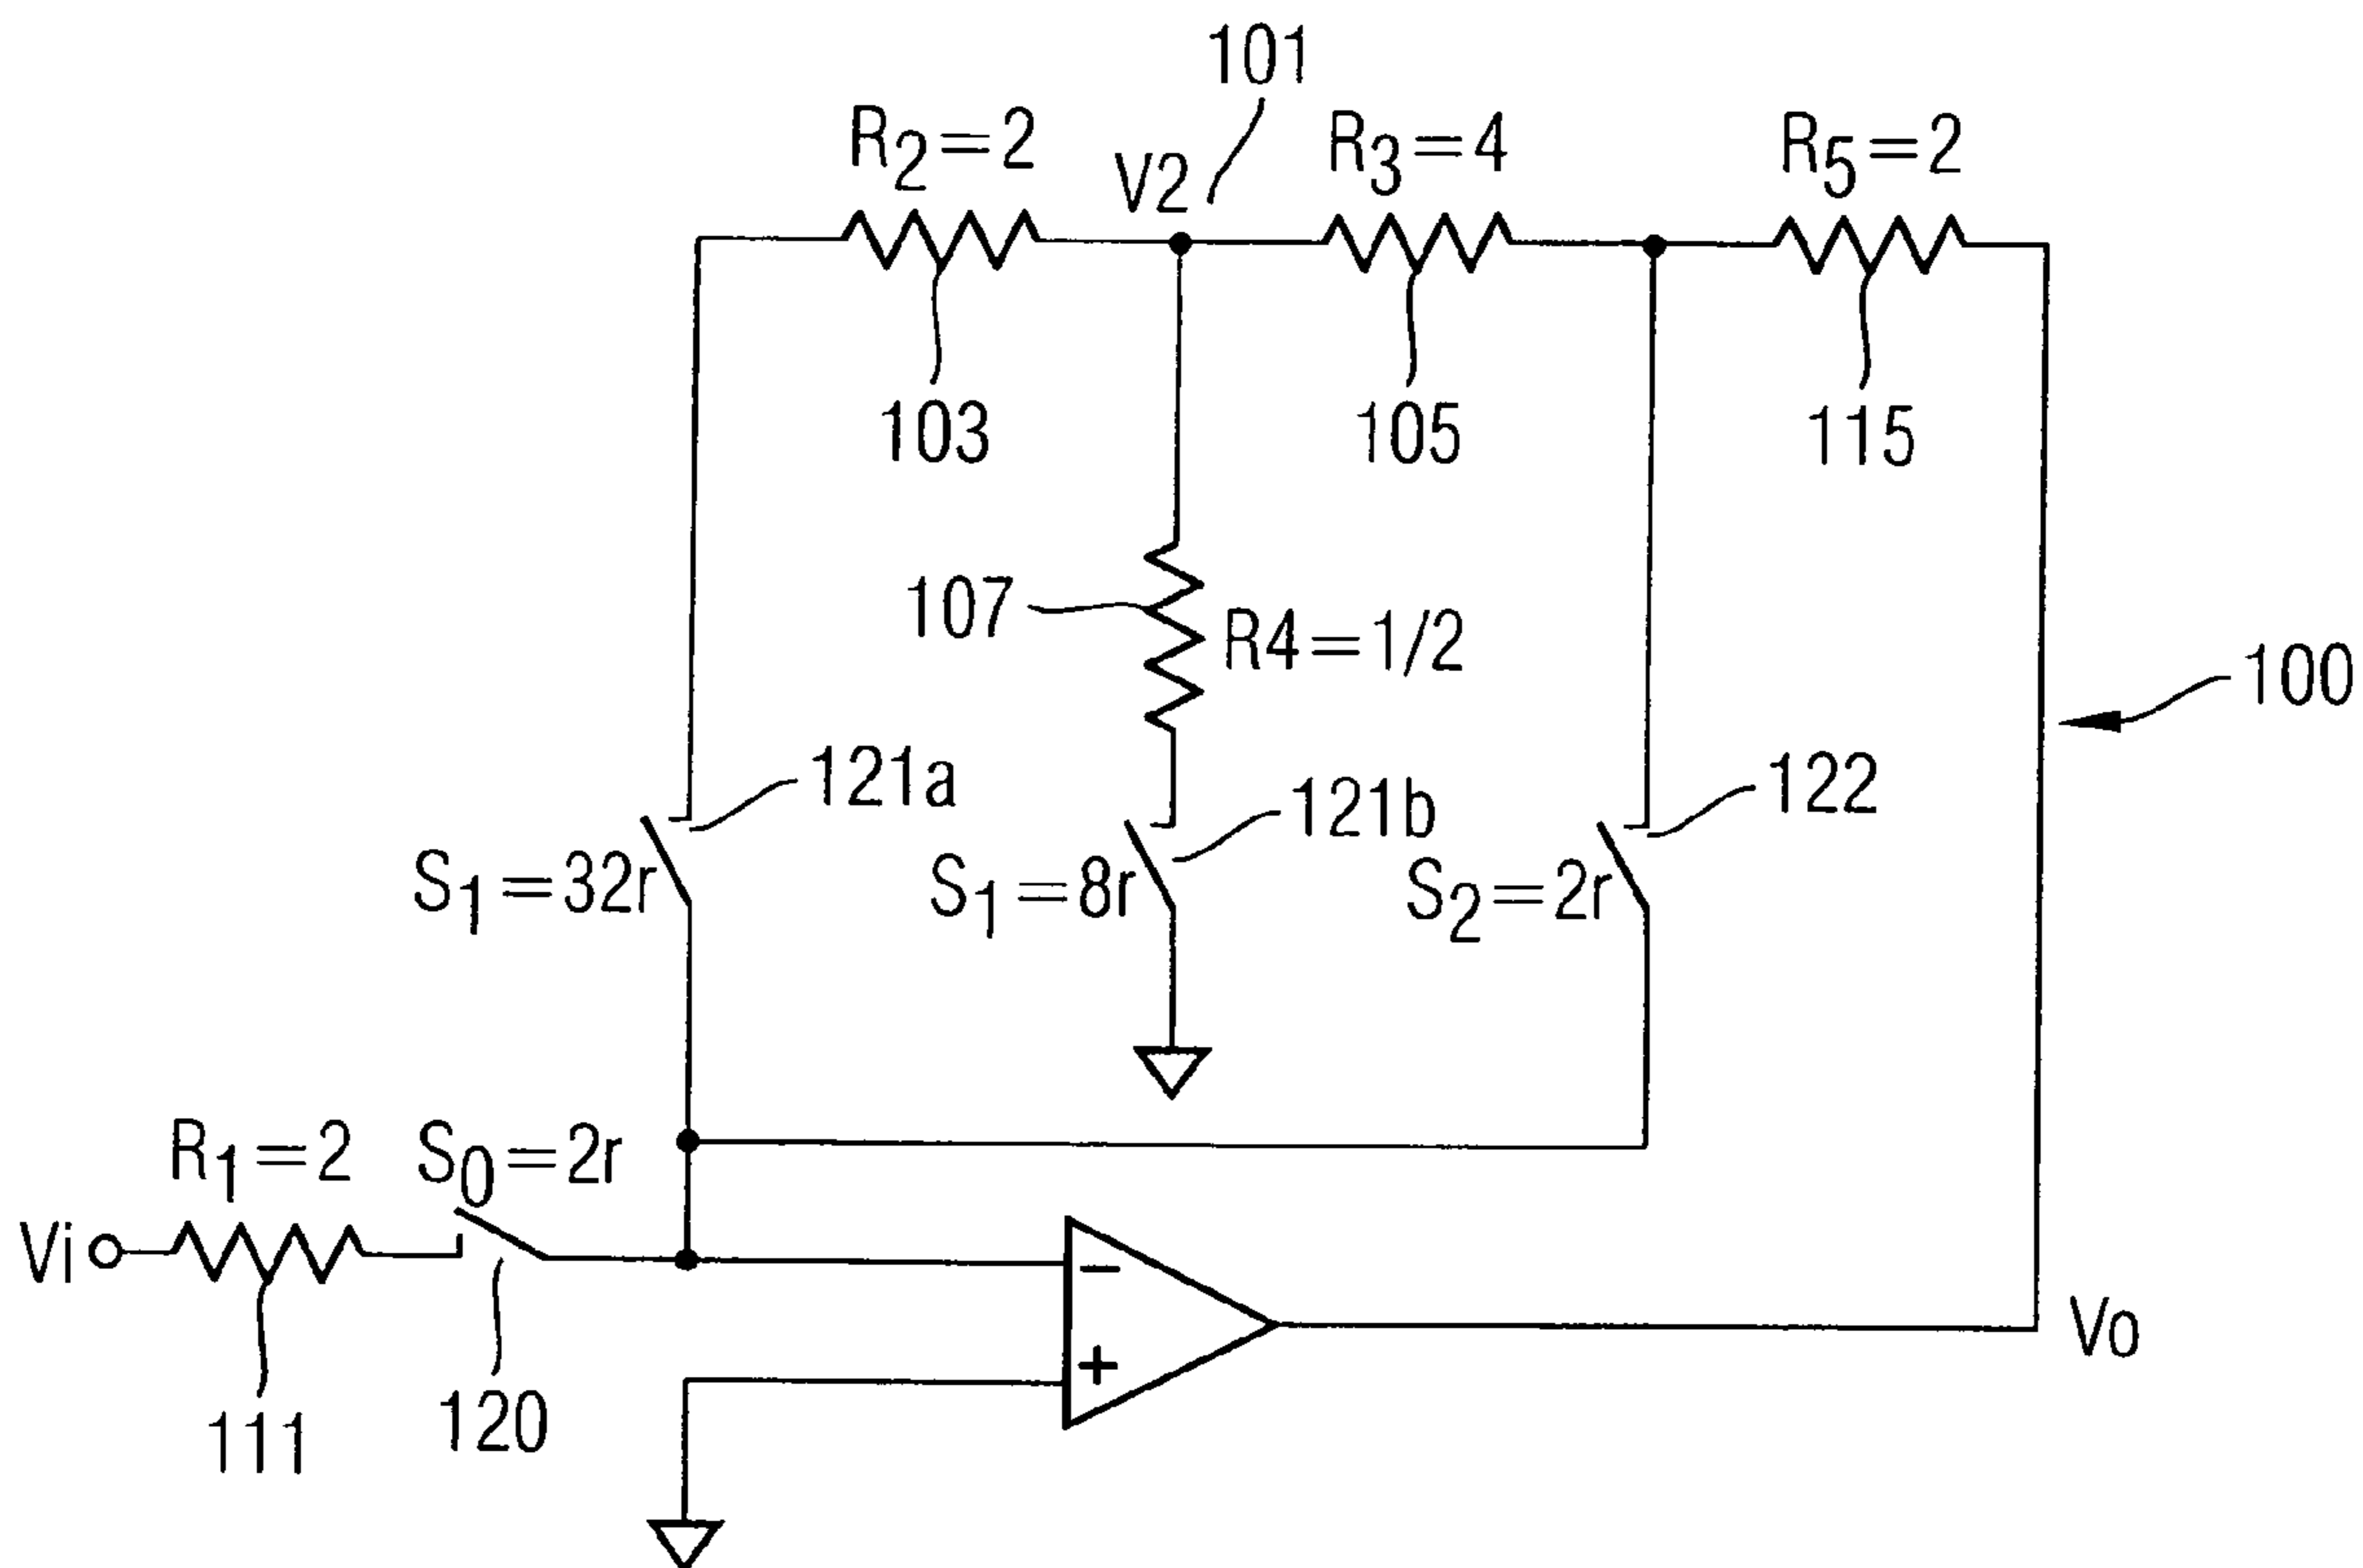 101
R2=2
V2
R3=4
R5=2
103
105
115
107
R4=1/2
100
121a
121b
122
S1=32r
S1=8r
S2=2r
R1=2
S0=2r
Vi
−
+
Vo
111
120